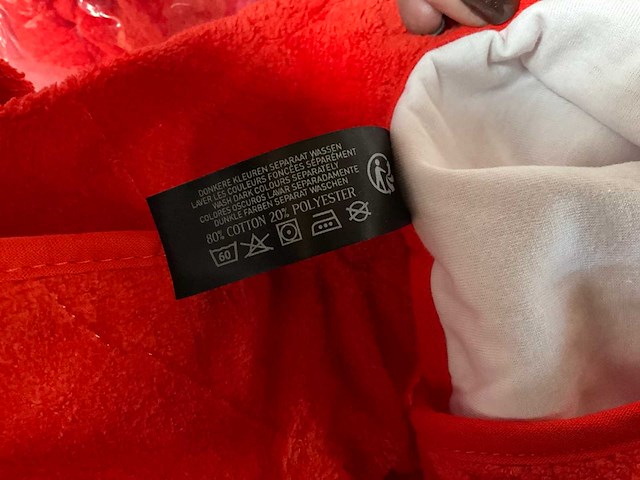 DONKERE KLEUREN SEPARAAT WASSEN
LAVER LES COULEURS FONCÉES SÉPARÉMENT
WASH DARK COLOURS SEPARATELY
COLORES OSCUROS LAVAR SEPARADAMENTE
DUNKLE FARBEN SEPARAT WASCHEN
80% COTTON 20% POLYESTER
60